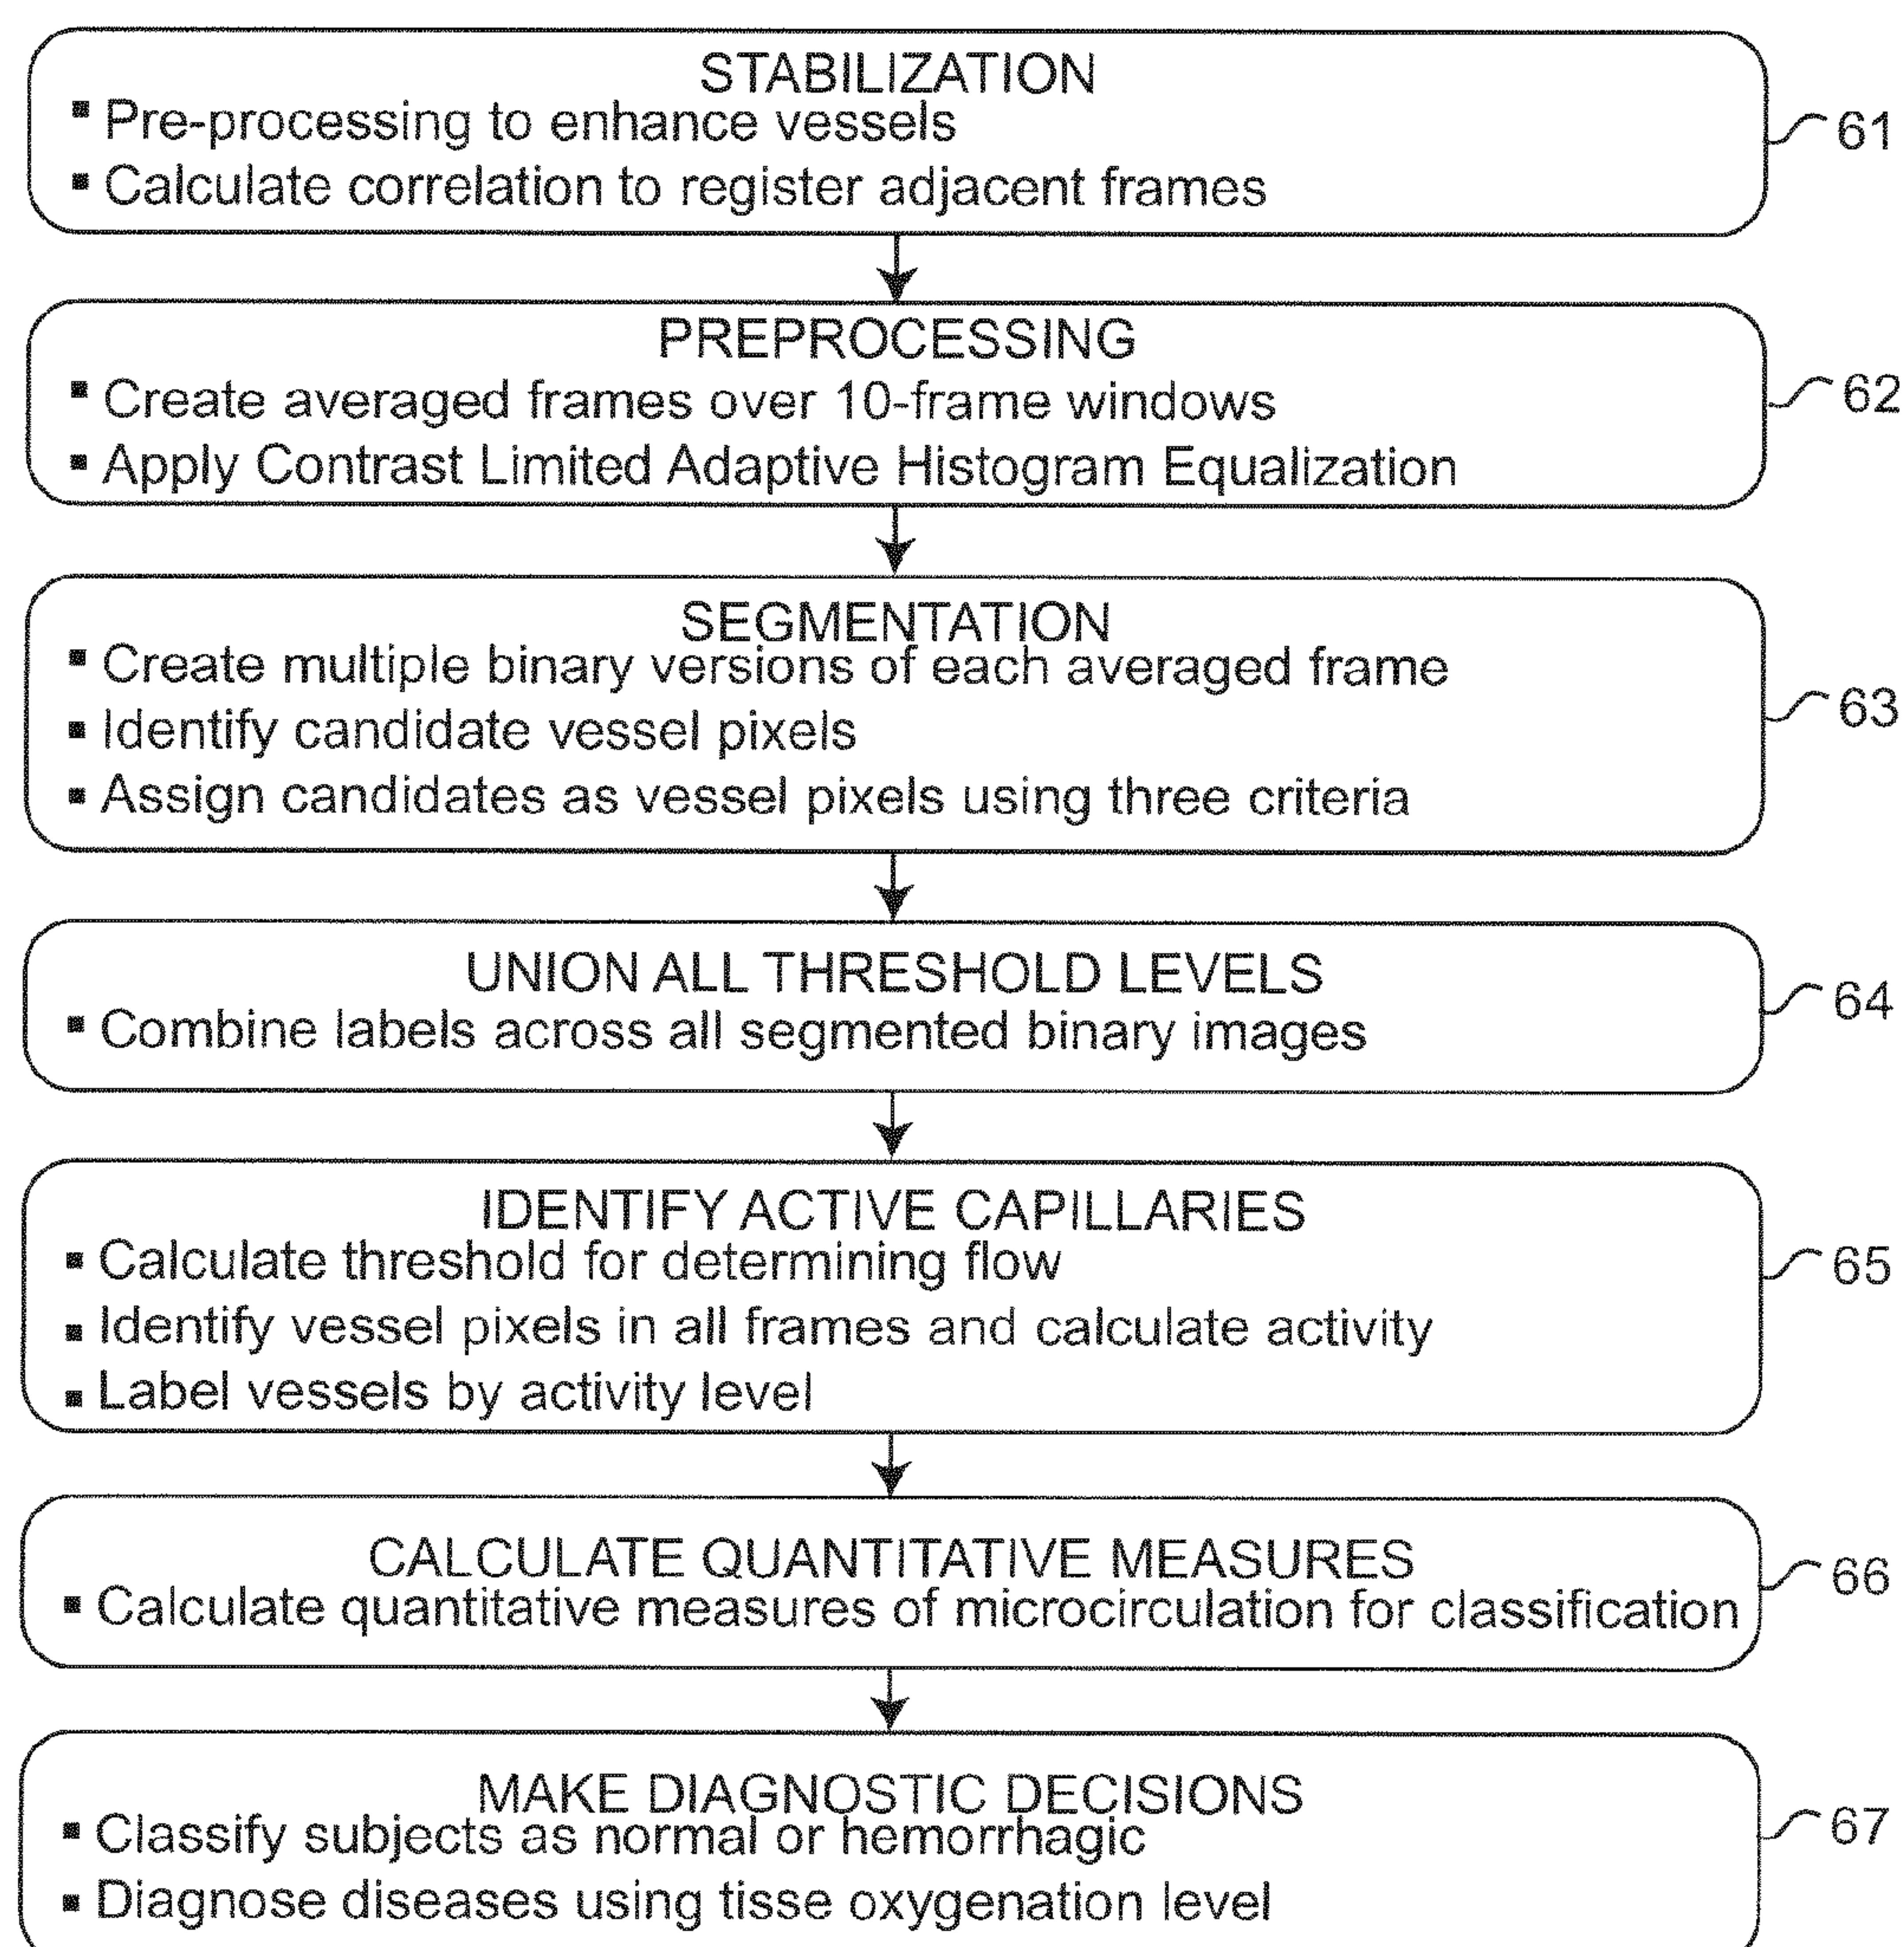 STABILIZATION
▪ Pre-processing to enhance vessels
▪ Calculate correlation to register adjacent frames
61
PREPROCESSING
▪ Create averaged frames over 10-frame windows
▪ Apply Contrast Limited Adaptive Histogram Equalization
62
SEGMENTATION
▪ Create multiple binary versions of each averaged frame
▪ Identify candidate vessel pixels
▪ Assign candidates as vessel pixels using three criteria
63
UNION ALL THRESHOLD LEVELS
▪ Combine labels across all segmented binary images
64
IDENTIFY ACTIVE CAPILLARIES
▪ Calculate threshold for determining flow
▪ Identify vessel pixels in all frames and calculate activity
▪ Label vessels by activity level
65
CALCULATE QUANTITATIVE MEASURES
▪ Calculate quantitative measures of microcirculation for classification
66
MAKE DIAGNOSTIC DECISIONS
▪ Classify subjects as normal or hemorrhagic
▪ Diagnose diseases using tisse oxygenation level
67